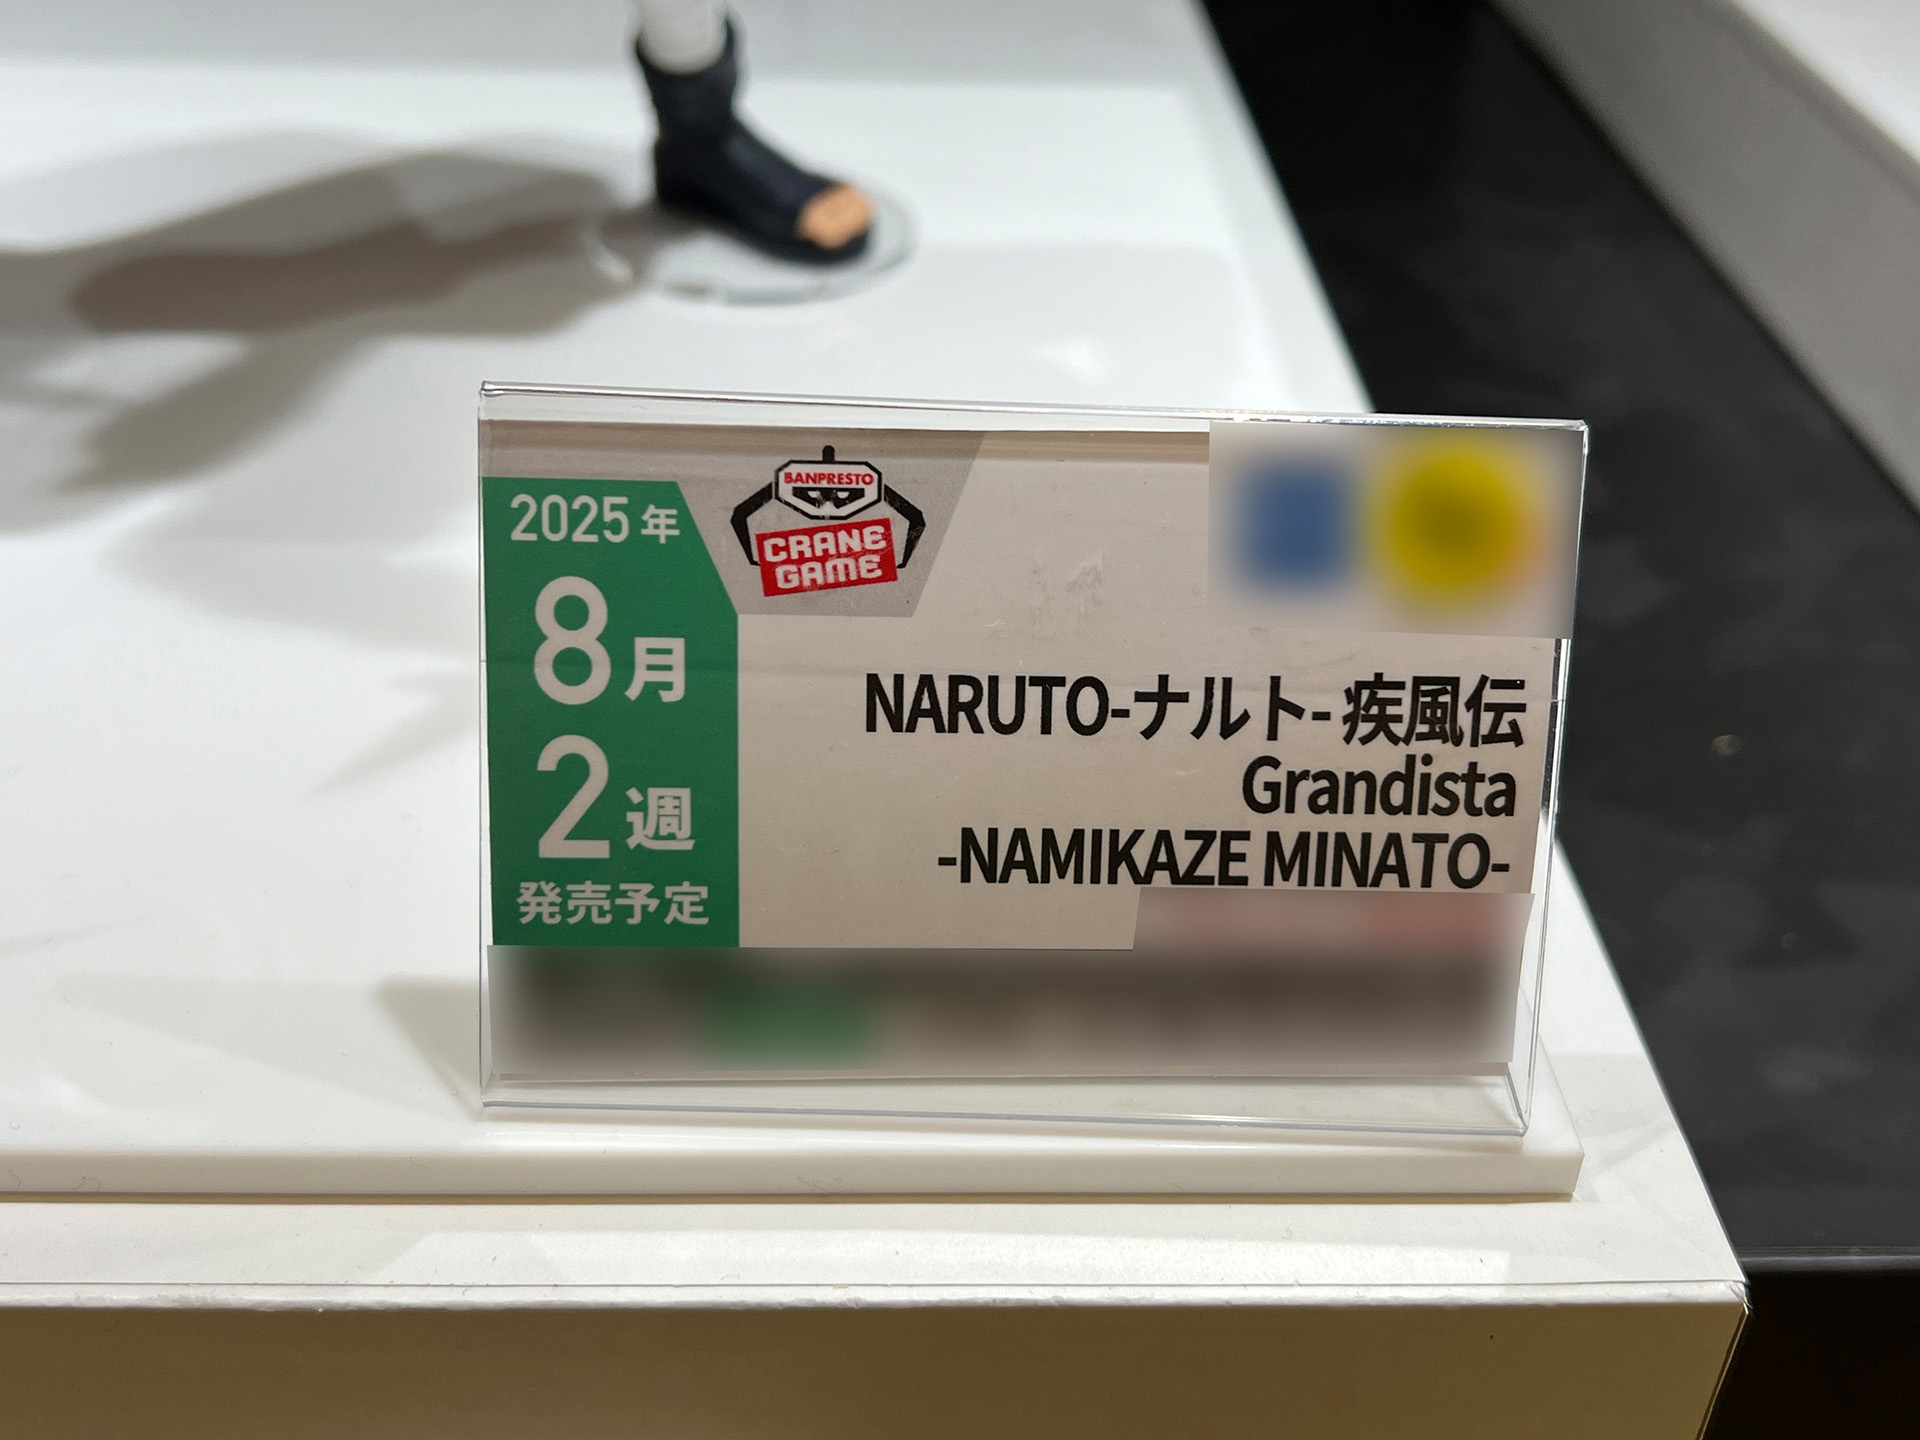 2025年
8月
2週
発売予定
BANPRESTO
CRANE
GAME
NARUTO-ナルト- 疾風伝
Grandista
-NAMIKAZE MINATO-